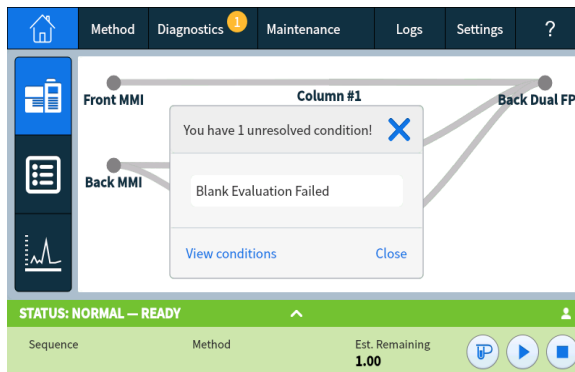 Method
Diagnostics
1
Maintenance
Logs
Settings
?
Front MMI
Column #1
Back Dual FP
You have 1 unresolved condition!
Back MMI
Blank Evaluation Failed
View conditions
Close
STATUS: NORMAL — READY
Sequence
Method
Est. Remaining
1.00